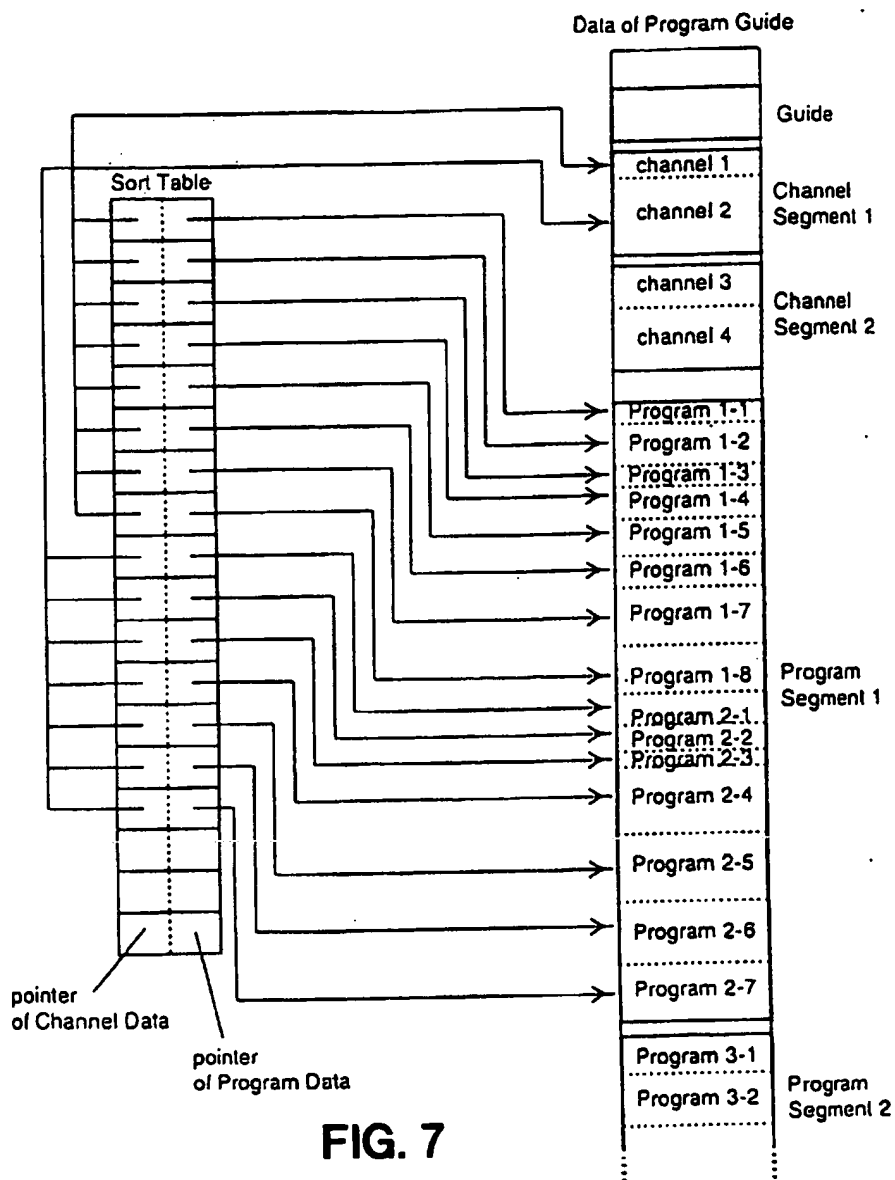 Data of Program Guide
Guide
channel 1
channel 2
Channel
Segment 1
channel 3
channel 4
Channel
Segment 2
Sort Table
Program 1-1
Program 1-2
Program 1-3
Program 1-4
Program 1-5
Program 1-6
Program 1-7
Program 1-8
Program 2-1
Program 2-2
Program 2-3
Program 2-4
Program 2-5
Program 2-6
Program 2-7
Program
Segment 1
Program 3-1
Program 3-2
Program
Segment 2
pointer
of Channel Data
pointer
of Program Data
FIG. 7